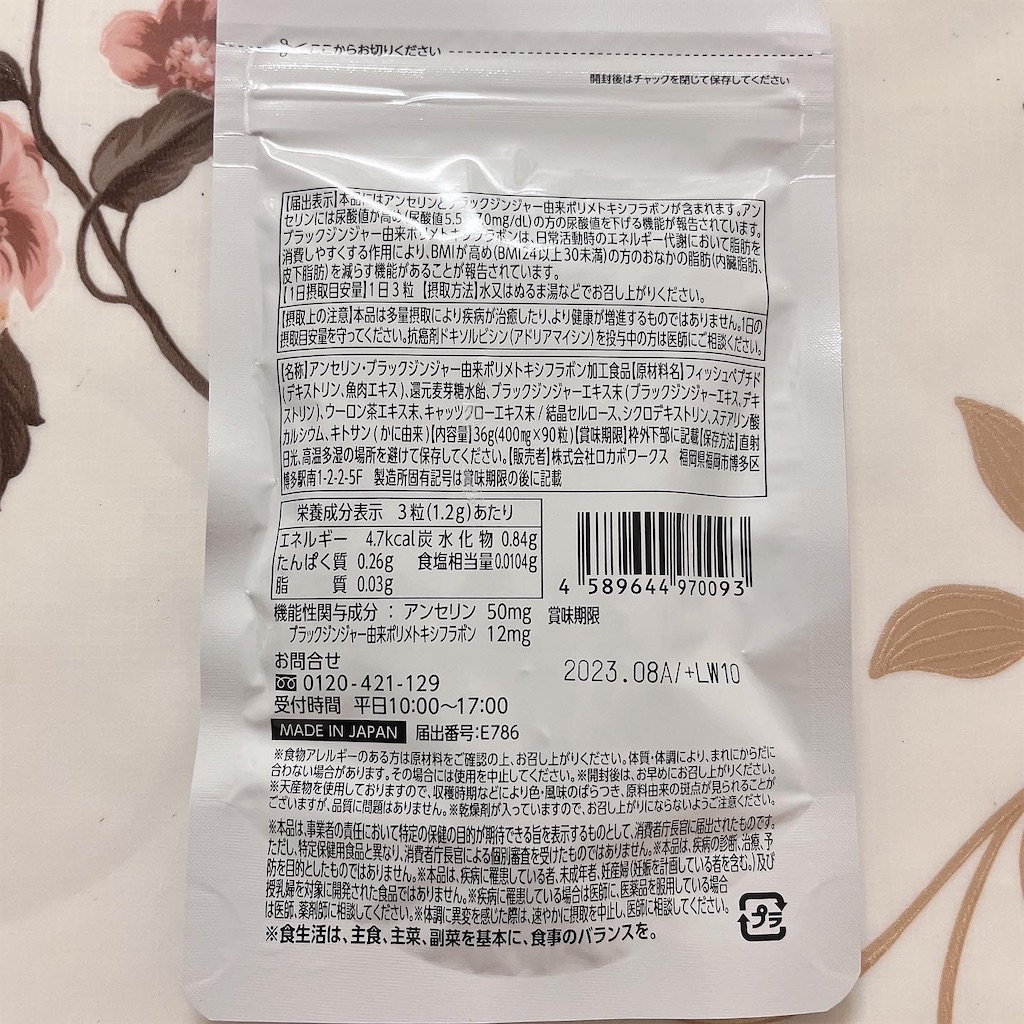 ここからお切りください
開封後はチャックを閉じて保存してください
【届出表示】本品にはアンセリンとブラックジンジャー由来ポリメトキシフラボンが含まれます。アン
セリンには尿酸値が高め(尿酸値5.5～7.0mg/dL)の方の尿酸値を下げる機能が報告されています。
ブラックジンジャー由来ポリメトキシフラボンは、日常活動時のエネルギー代謝において脂肪を
消費しやすくする作用により、BMIが高め(BMI24以上30未満)の方のおなかの脂肪(内臓脂肪、
皮下脂肪)を減らす機能があることが報告されています。
【1日摂取目安量】1日3粒 【摂取方法】水又はぬるま湯などでお召し上がりください。
【摂取上の注意】本品は多量摂取により疾病が治癒したり、より健康が増進するものではありません。1日の
摂取目安量を守ってください。抗癌剤ドキソルビシン(アドリアマイシン)を投与中の方は医師にご相談ください。
【名称】アンセリン・ブラックジンジャー由来ポリメトキシフラボン加工食品【原材料名】フィッシュペプチド
(デキストリン、魚肉エキス)、還元麦芽糖水飴、ブラックジンジャーエキス末(ブラックジンジャーエキス、デキ
ストリン)、ウーロン茶エキス末、キャッツクローエキス末/結晶セルロース、シクロデキストリン、ステアリン酸
カルシウム、キトサン(かに由来)【内容量】36g(400mg×90粒)【賞味期限】枠外下部に記載【保存方法】直射
日光、高温多湿の場所を避けて保存してください。【販売者】株式会社ロカボワークス 福岡県福岡市博多区
博多駅南1-2-2-5F 製造所固有記号は賞味期限の後に記載
栄養成分表示 3粒(1.2g)あたり
エネルギー 4.7kcal 炭水化物 0.84g
たんぱく質 0.26g 食塩相当量 0.0104g
脂質 0.03g
4 589644 970093
機能性関与成分：アンセリン 50mg
ブラックジンジャー由来ポリメトキシフラボン 12mg
賞味期限
2023.08A/+LW10
お問合せ
0120-421-129
受付時間 平日10:00～17:00
MADE IN JAPAN 届出番号:E786
※食物アレルギーのある方は原材料をご確認の上、お召し上がりください。体質・体調により、まれにからだに
合わない場合があります。その場合には使用を中止してください。※開封後は、お早めにお召し上がりください。
※天産物を使用しておりますので、収穫時期などにより色・風味のばらつき、原料由来の斑点が見られることが
ございますが、品質に問題はありません。※乾燥剤が入っていますので、お召し上がりにならないようご注意ください。
※本品は、事業者の責任において特定の保健の目的が期待できる旨を表示するものとして、消費者庁長官に届出されたものです。
ただし、特定保健用食品と異なり、消費者庁長官による個別審査を受けたものではありません。※本品は、疾病の診断、治療、予
防を目的としたものではありません。※本品は、疾病に罹患している者、未成年者、妊産婦(妊娠を計画している者を含む。)及び
授乳婦を対象に開発された食品ではありません。※疾病に罹患している場合は医師に、医薬品を服用している場合
は医師、薬剤師に相談してください。※体調に異変を感じた際は、速やかに摂取を中止し、医師に相談してください。
※食生活は、主食、主菜、副菜を基本に、食事のバランスを。
プラ